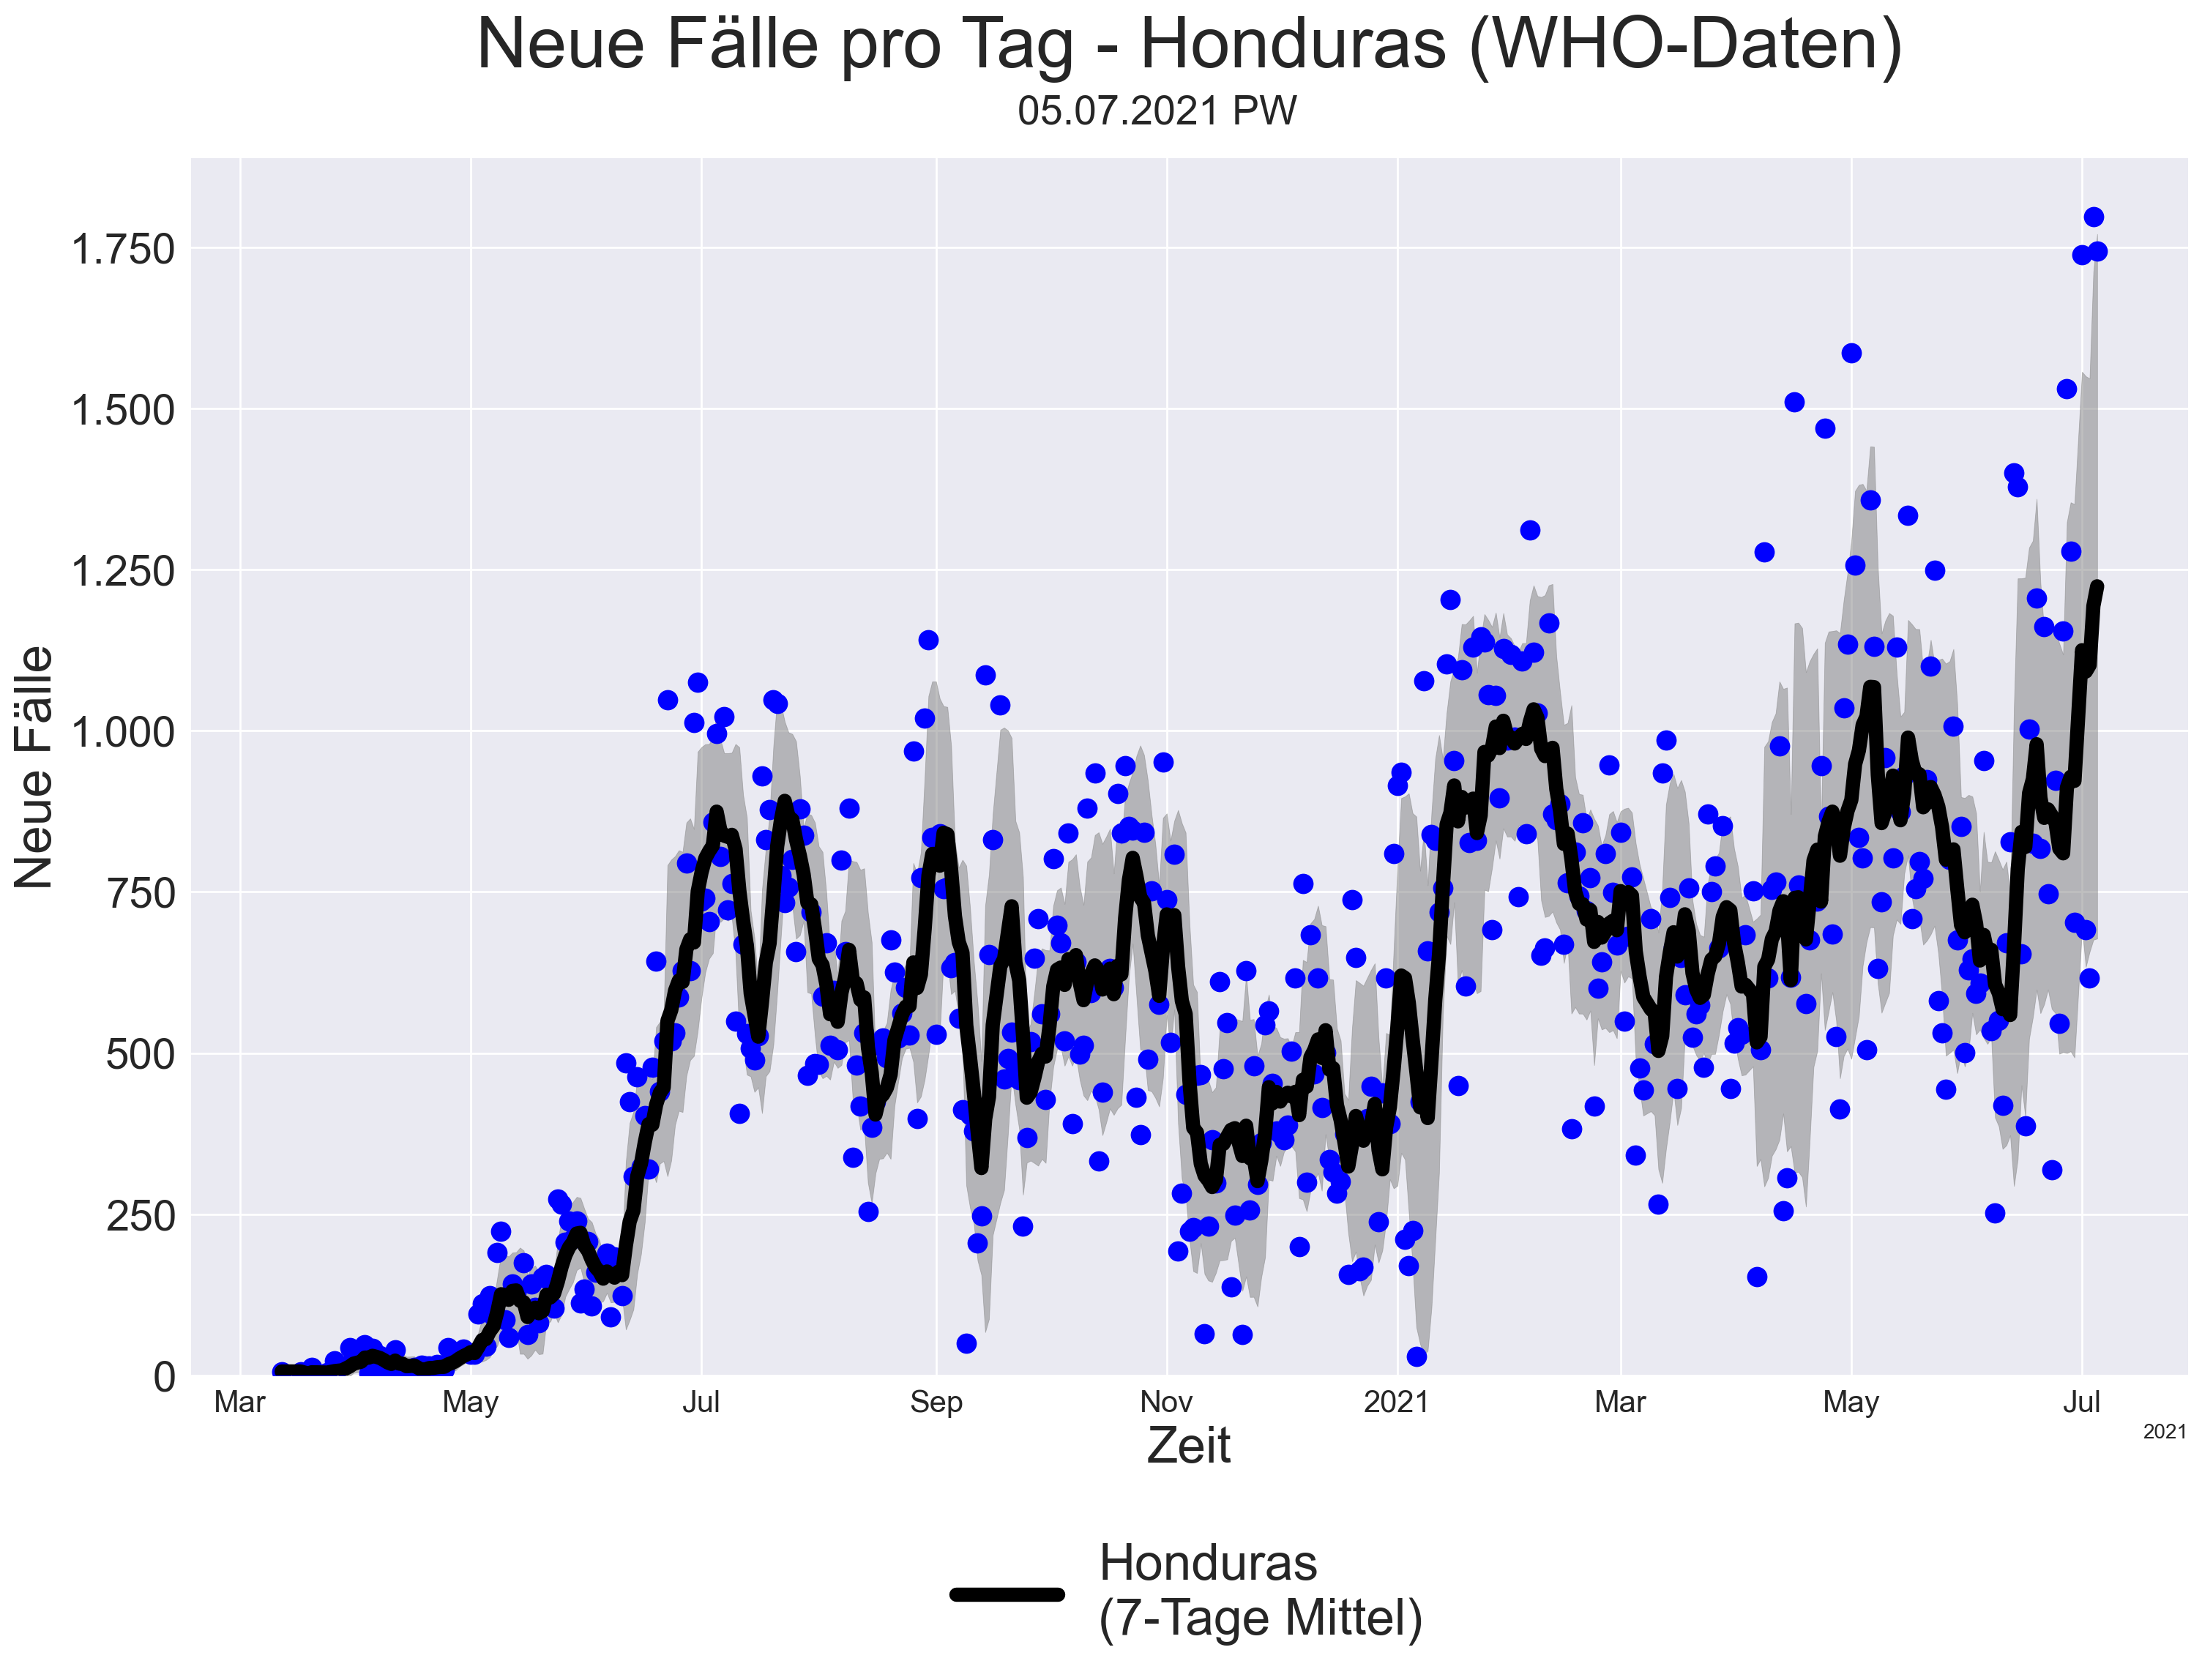 Neue Fälle pro Tag - Honduras (WHO-Daten)
05.07.2021 PW
Neue Fälle
1.750
1.500
1.250
1.000
750
500
250
0
Mar May Jul Sep Nov 2021 Mar May Jul
2021
Zeit
Honduras
(7-Tage Mittel)